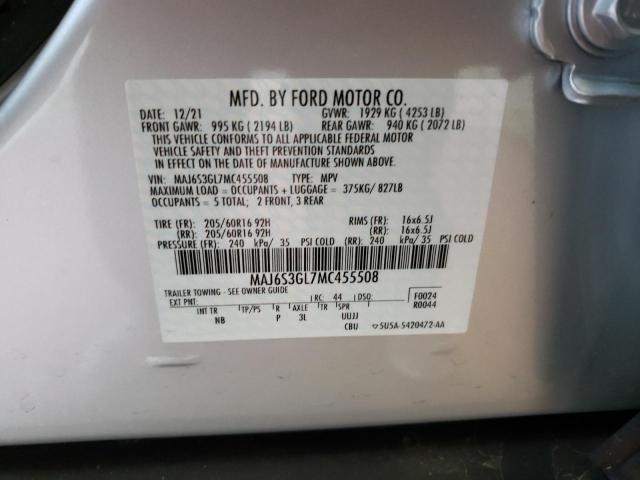 MFD. BY FORD MOTOR CO.
DATE: 12/21 GVWR: 1929 KG ( 4253 LB)
FRONT GAWR: 995 KG ( 2194 LB) REAR GAWR: 940 KG ( 2072 LB)
THIS VEHICLE CONFORMS TO ALL APPLICABLE FEDERAL MOTOR
VEHICLE SAFETY AND THEFT PREVENTION STANDARDS
IN EFFECT ON THE DATE OF MANUFACTURE SHOWN ABOVE.
VIN: MAJ6S3GL7MC455508 TYPE: MPV
MAXIMUM LOAD = OCCUPANTS + LUGGAGE = 375KG/ 827LB
OCCUPANTS = 5 TOTAL; 2 FRONT, 3 REAR
TIRE (FR): 205/60R16 92H RIMS (FR): 16x6.5J
(RR): 205/60R16 92H (RR): 16x6.5J
PRESSURE (FR): 240 kPa/ 35 PSI COLD (RR): 240 kPa/ 35 PSI COLD
MAJ6S3GL7MC455508
TRAILER TOWING - SEE OWNER GUIDE
EXT PNT: RC: 44 DSO: F0024
R0044
INT TR TP/PS R AXLE TR SPR
NB P 3L UUJJ
CBU ▽5U5A-5420472-AA